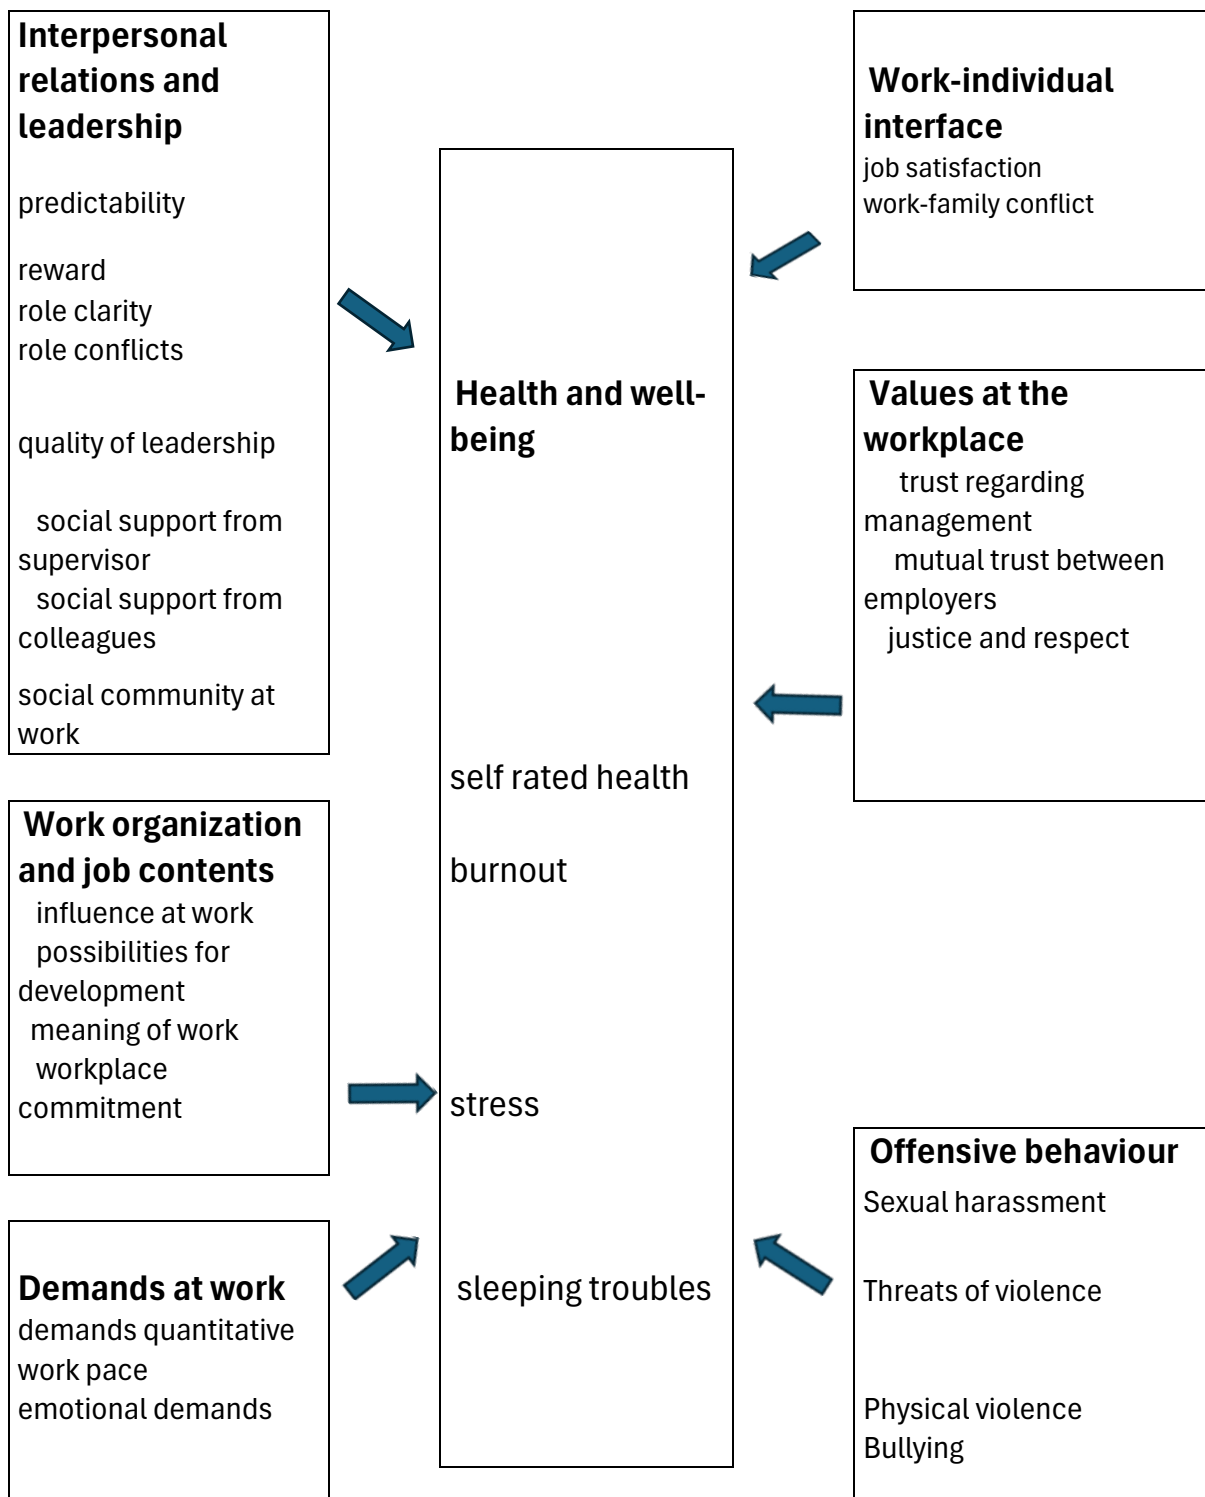 Interpersonal
relations and
leadership
predictability
reward
role clarity
role conflicts
quality of leadership
social support from
supervisor
social support from
colleagues
social community at
work
Work organization
and job contents
influence at work
possibilities for
development
meaning of work
workplace
commitment
Demands at work
demands quantitative
work pace
emotional demands
Health and well-
being
self rated health
burnout
stress
sleeping troubles
Work-individual
interface
job satisfaction
work-family conflict
Values at the
workplace
trust regarding
management
mutual trust between
employers
justice and respect
Offensive behaviour
Sexual harassment
Threats of violence
Physical violence
Bullying